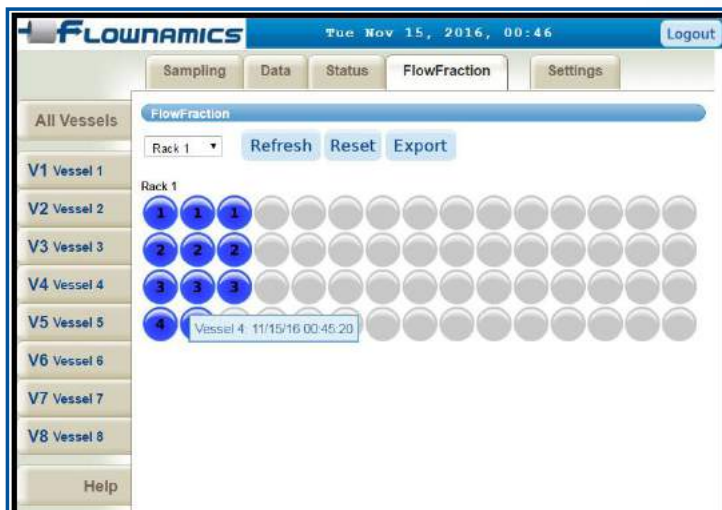 FLOWNAMICS
Tue Nov 15, 2016, 00:46
Logout
Sampling Data Status FlowFraction Settings
All Vessels
V1 Vessel 1
V2 Vessel 2
V3 Vessel 3
V4 Vessel 4
V5 Vessel 5
V6 Vessel 6
V7 Vessel 7
V8 Vessel 8
Help
FlowFraction
Rack 1 Refresh Reset Export
Rack 1
1 1 1
2 2 2
3 3 3
4
Vessel 4: 11/15/16 00:45:20